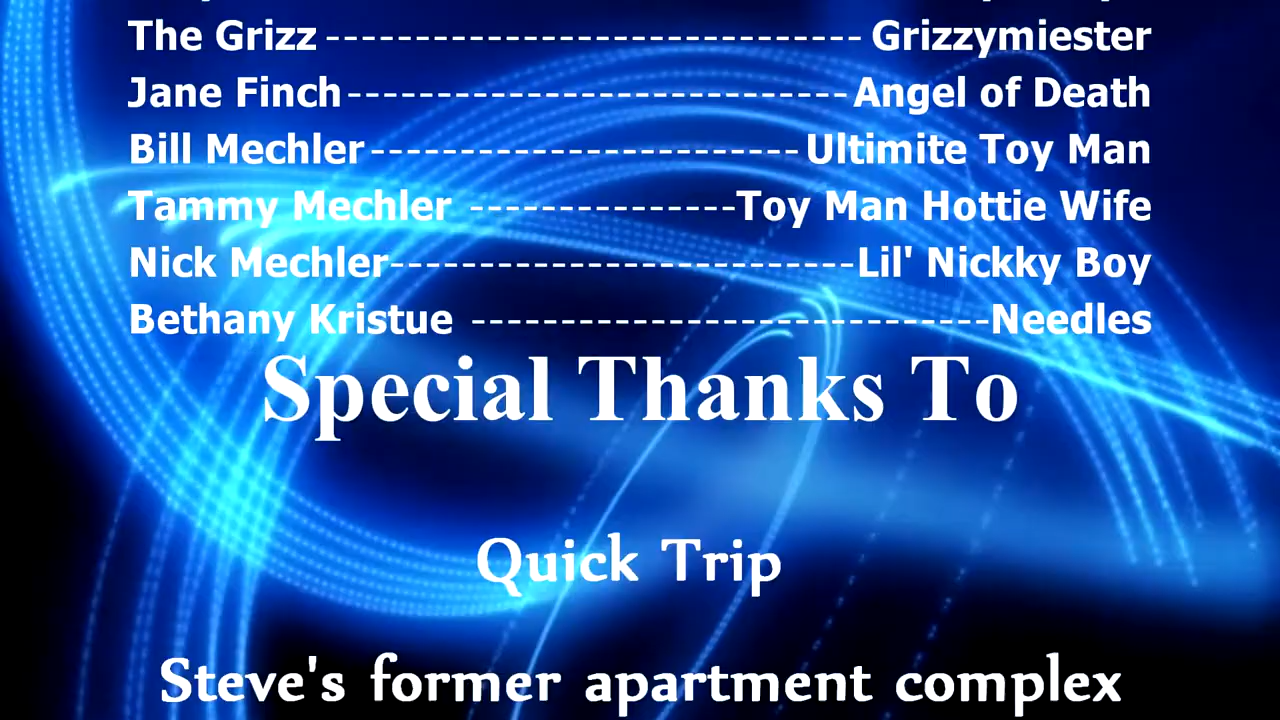 The Grizz ---------------------------- Grizzymiester
Jane Finch---------------------------Angel of Death
Bill Mechler----------------------- Ultimite Toy Man
Tammy Mechler ---------------Toy Man Hottie Wife
Nick Mechler---------------------------Lil' Nickky Boy
Bethany Kristue ----------------------------Needles
Special Thanks To
Quick Trip
Steve's former apartment complex